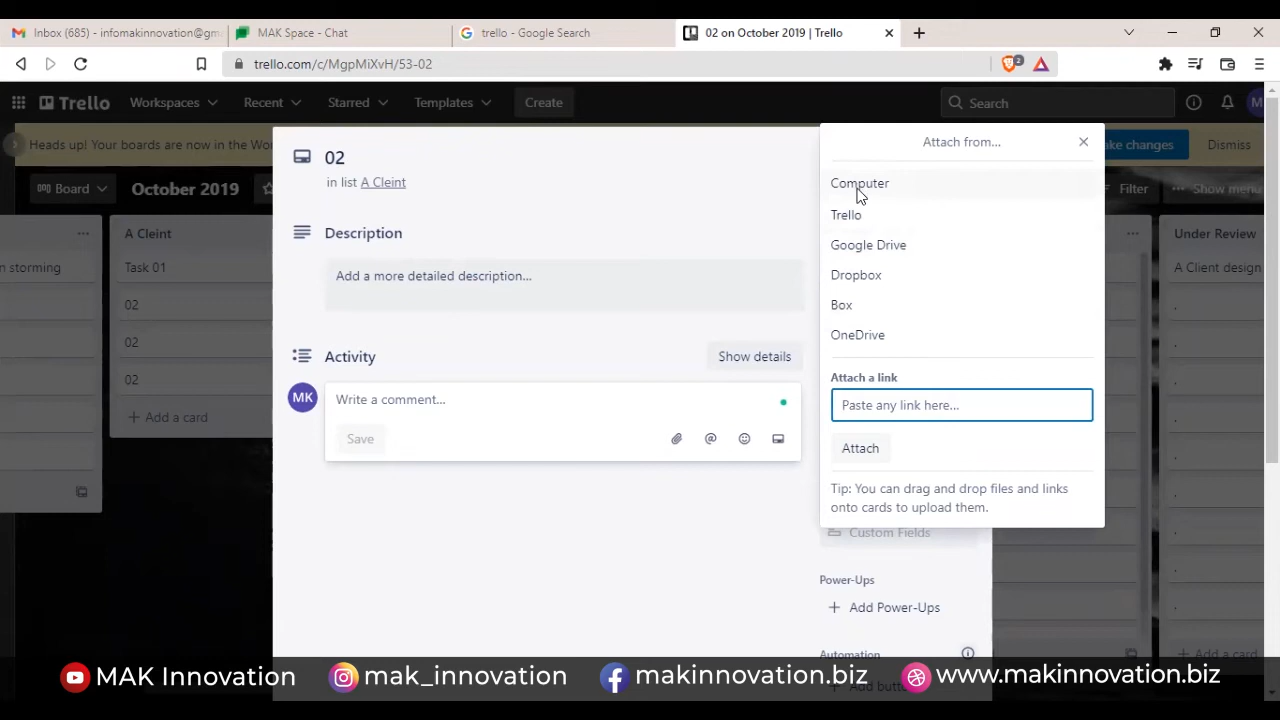 Inbox (685) - infomakinnovation@gm
MAK Space - Chat
trello - Google Search
02 on October 2019 | Trello
trello.com/c/MgpMiXvH/53-02
2
Trello
Workspaces
Recent
Starred
Templates
Create
Search
Heads up! Your boards are now in the Wor
ake changes
Dismiss
Board
October 2019
Filter
Show menu
n storming
A Cleint
Task 01
02
02
02
+ Add a card
02
in list A Cleint
Description
Add a more detailed description...
Activity
Show details
MK
Write a comment...
Save
Attach from...
Computer
Trello
Google Drive
Dropbox
Box
OneDrive
Attach a link
Paste any link here...
Attach
Tip: You can drag and drop files and links
onto cards to upload them.
Custom Fields
Power-Ups
+ Add Power-Ups
Automation
Under Review
A Client design
+ Add a card
MAK Innovation
mak_innovation
makinnovation.biz
www.makinnovation.biz